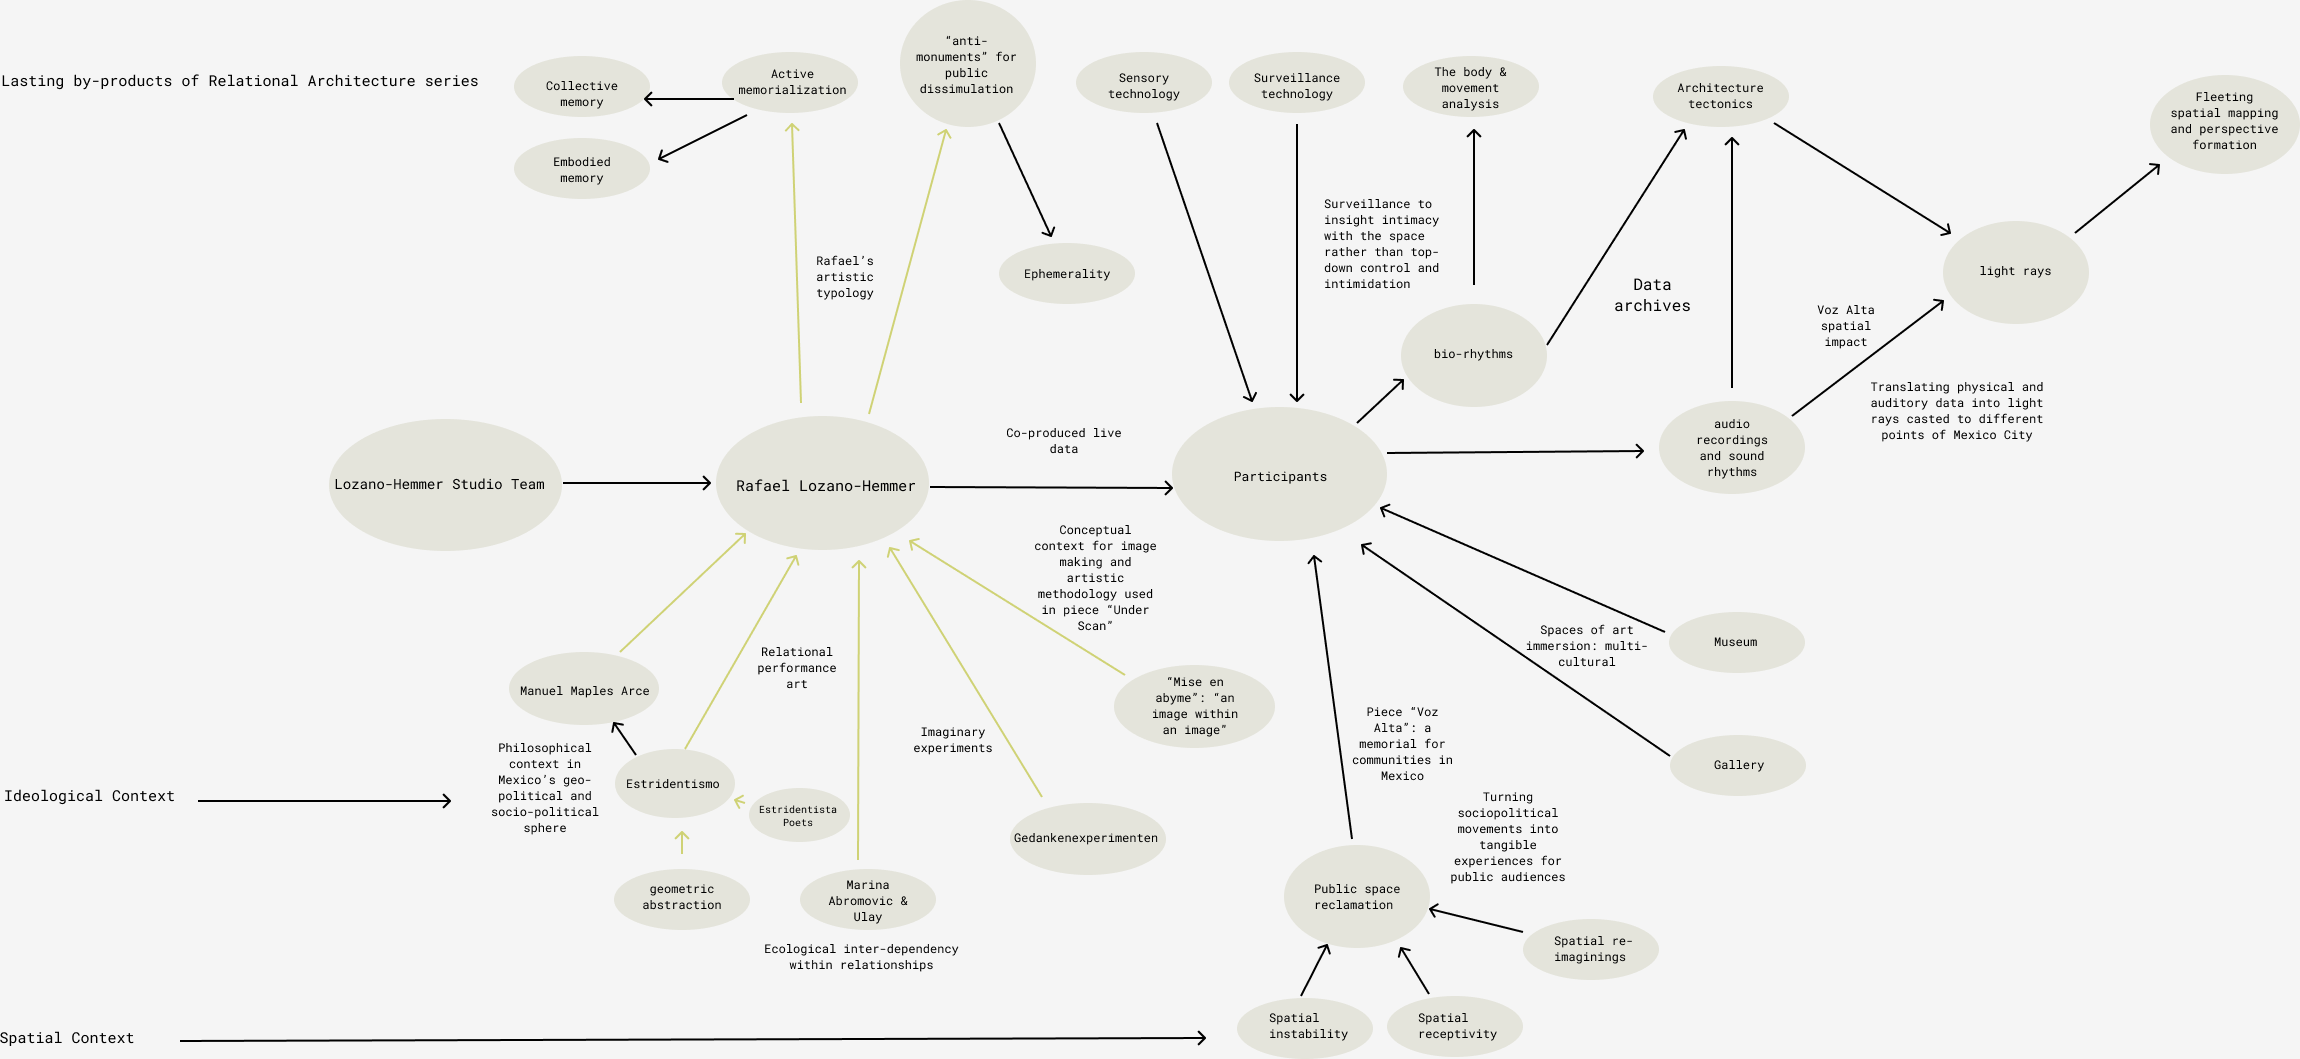 Lasting by-products of Relational Architecture series
Collective
memory
Active
memorialization
Embodied
memory
“anti-
monuments” for
public
dissimulation
Sensory
technology
Surveillance
technology
The body &
movement
analysis
Architecture
tectonics
Fleeting
spatial mapping
and perspective
formation
Rafael’s
artistic
typology
Ephemerality
Surveillance to
insight intimacy
with the space
rather than top-
down control and
intimidation
Data
archives
light rays
Voz Alta
spatial
impact
bio-rhythms
Translating physical and
auditory data into light
rays casted to different
points of Mexico City
audio
recordings
and sound
rhythms
Co-produced live
data
Lozano-Hemmer Studio Team
Rafael Lozano-Hemmer
Participants
Conceptual
context for image
making and
artistic
methodology used
in piece “Under
Scan”
Relational
performance
art
Manuel Maples Arce
“Mise en
abyme”: “an
image within
an image”
Spaces of art
immersion: multi-
cultural
Museum
Imaginary
experiments
Piece “Voz
Alta”: a
memorial for
communities in
Mexico
Gallery
Philosophical
context in
Mexico’s geo-
political and
socio-political
sphere
Estridentismo
Estridentista
Poets
Ideological Context
Gedankenexperimenten
Turning
sociopolitical
movements into
tangible
experiences for
public audiences
geometric
abstraction
Marina
Abromovic &
Ulay
Ecological inter-dependency
within relationships
Public space
reclamation
Spatial re-
imaginings
Spatial
instability
Spatial
receptivity
Spatial Context